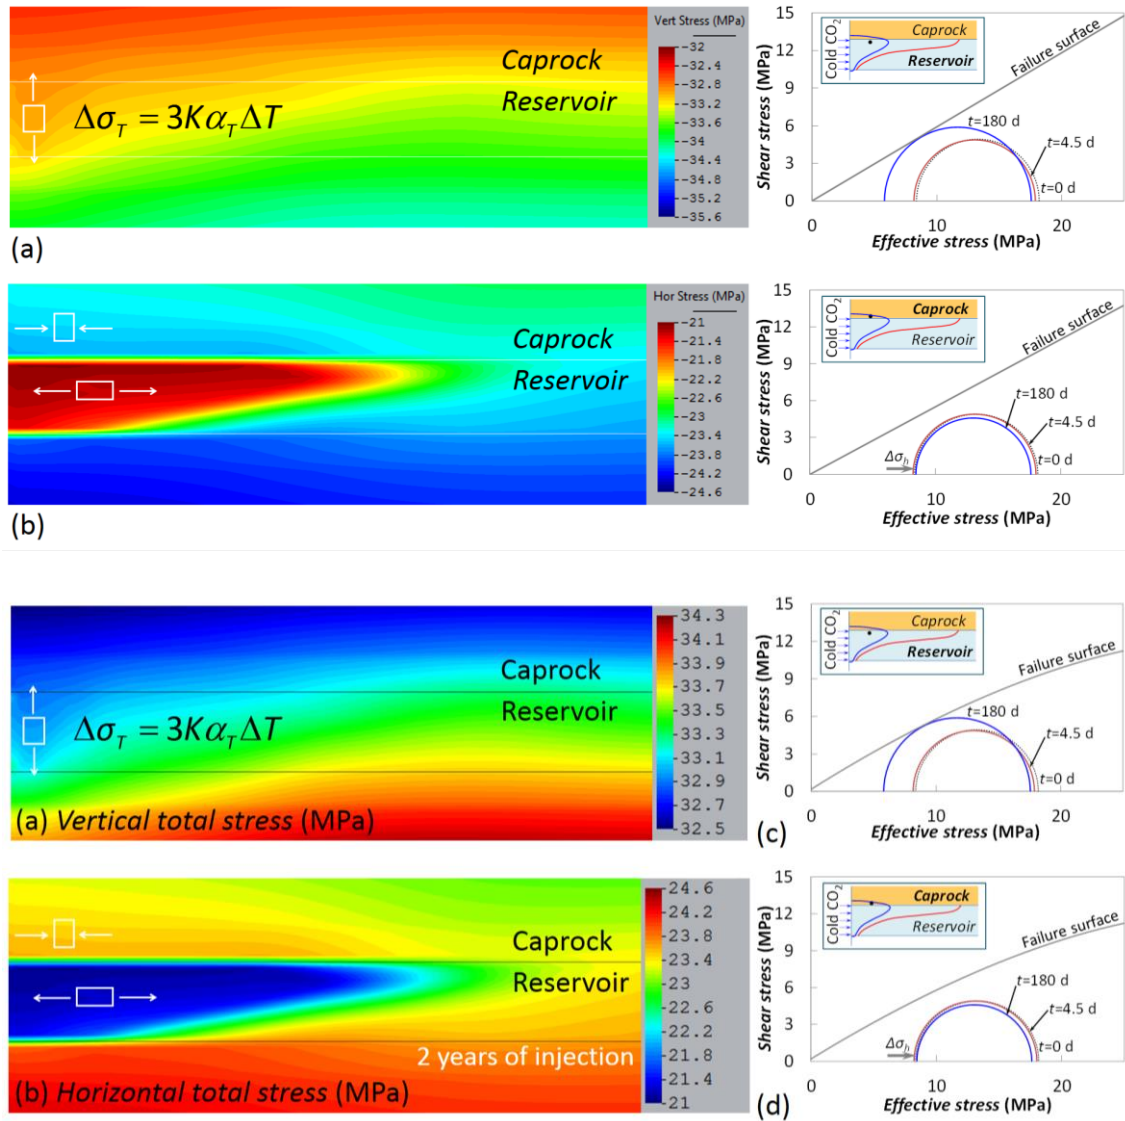 Vert Stress (MPa)
−32
−32.4
−32.8
−33.2
−33.6
−34
−34.4
−34.8
−35.2
−35.6
Caprock
Reservoir
Δσ_T = 3Kα_TΔT
(a)
Shear stress (MPa)
15
12
9
6
3
0
Cold CO2
Caprock
Reservoir
Failure surface
t=180 d
t=4.5 d
t=0 d
0
10
20
Effective stress (MPa)
Hor Stress (MPa)
−21
−21.8
−22.2
−22.6
−23
−23.4
−23.8
−24.2
−24.6
Caprock
Reservoir
(b)
Shear stress (MPa)
15
12
9
6
3
0
Cold CO2
Caprock
Reservoir
Failure surface
t=180 d
t=4.5 d
t=0 d
Δσh
0
10
20
Effective stress (MPa)
34.3
34.1
33.9
33.7
33.5
33.3
33.1
32.9
32.7
32.5
Caprock
Reservoir
Δσ_T = 3Kα_TΔT
(a) Vertical total stress (MPa)
(c)
Shear stress (MPa)
15
12
9
6
3
0
Cold CO2
Caprock
Reservoir
Failure surface
t=180 d
t=4.5 d
t=0 d
0
10
20
Effective stress (MPa)
24.6
24.2
23.8
23.4
23
22.6
22.2
21.8
21.4
21
Caprock
Reservoir
2 years of injection
(b) Horizontal total stress (MPa)
(d)
Shear stress (MPa)
15
12
9
6
3
0
Cold CO2
Caprock
Reservoir
Failure surface
t=180 d
t=4.5 d
t=0 d
Δσh
0
10
20
Effective stress (MPa)